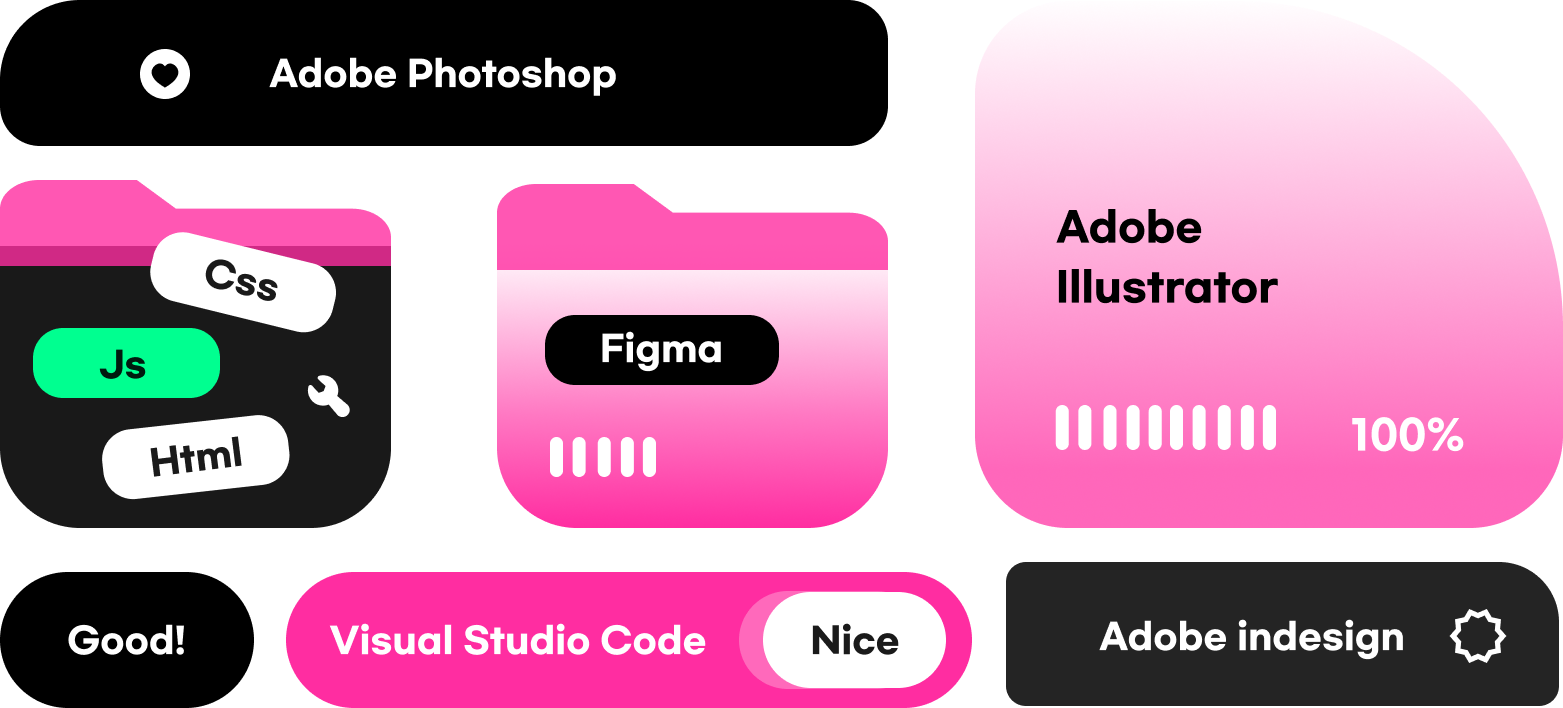 Adobe Photoshop
Css
Js
Html
Figma
Adobe
Illustrator
100%
Good!
Visual Studio Code
Nice
Adobe indesign